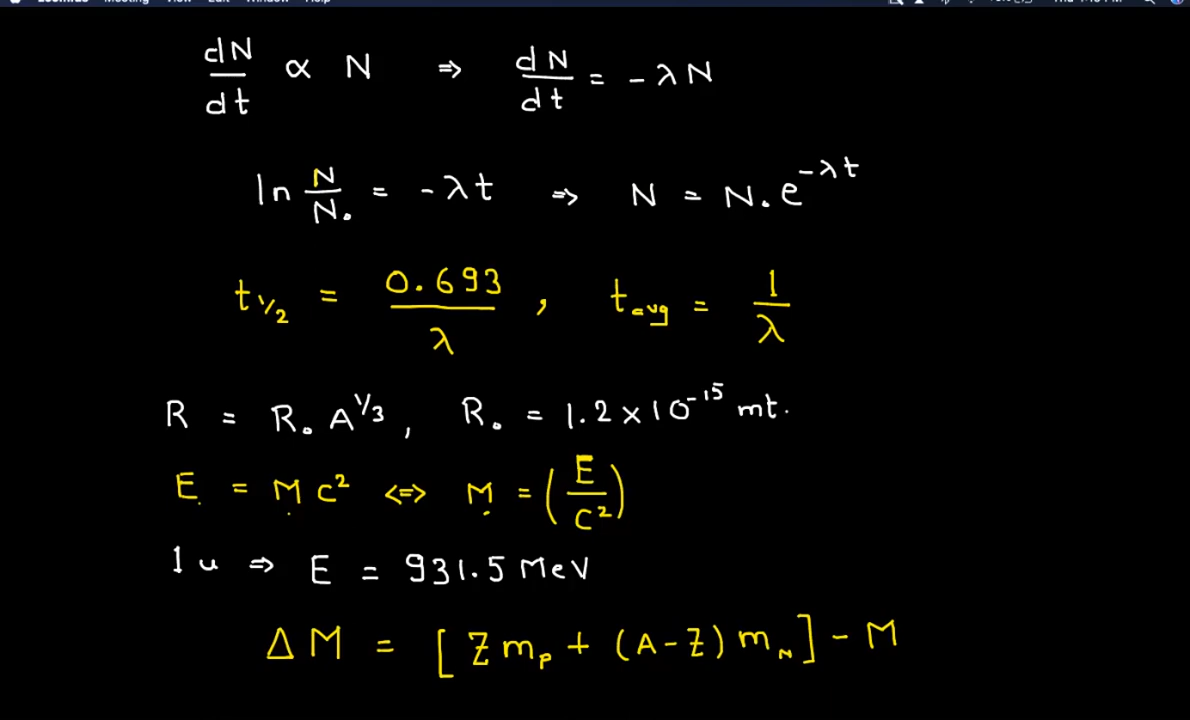 dN/dt ∝ N ⇒ dN/dt = -λN
ln N/N₀ = -λt ⇒ N = N₀e^-λt
t1/2 = 0.693/λ , tavg = 1/λ
R = R₀A^1/3, R₀ = 1.2×10^-15 mt.
E = MC² <=> M = (E/C²)
1u ⇒ E = 931.5 MeV
ΔM = [Zmp + (A-Z)mN] - M